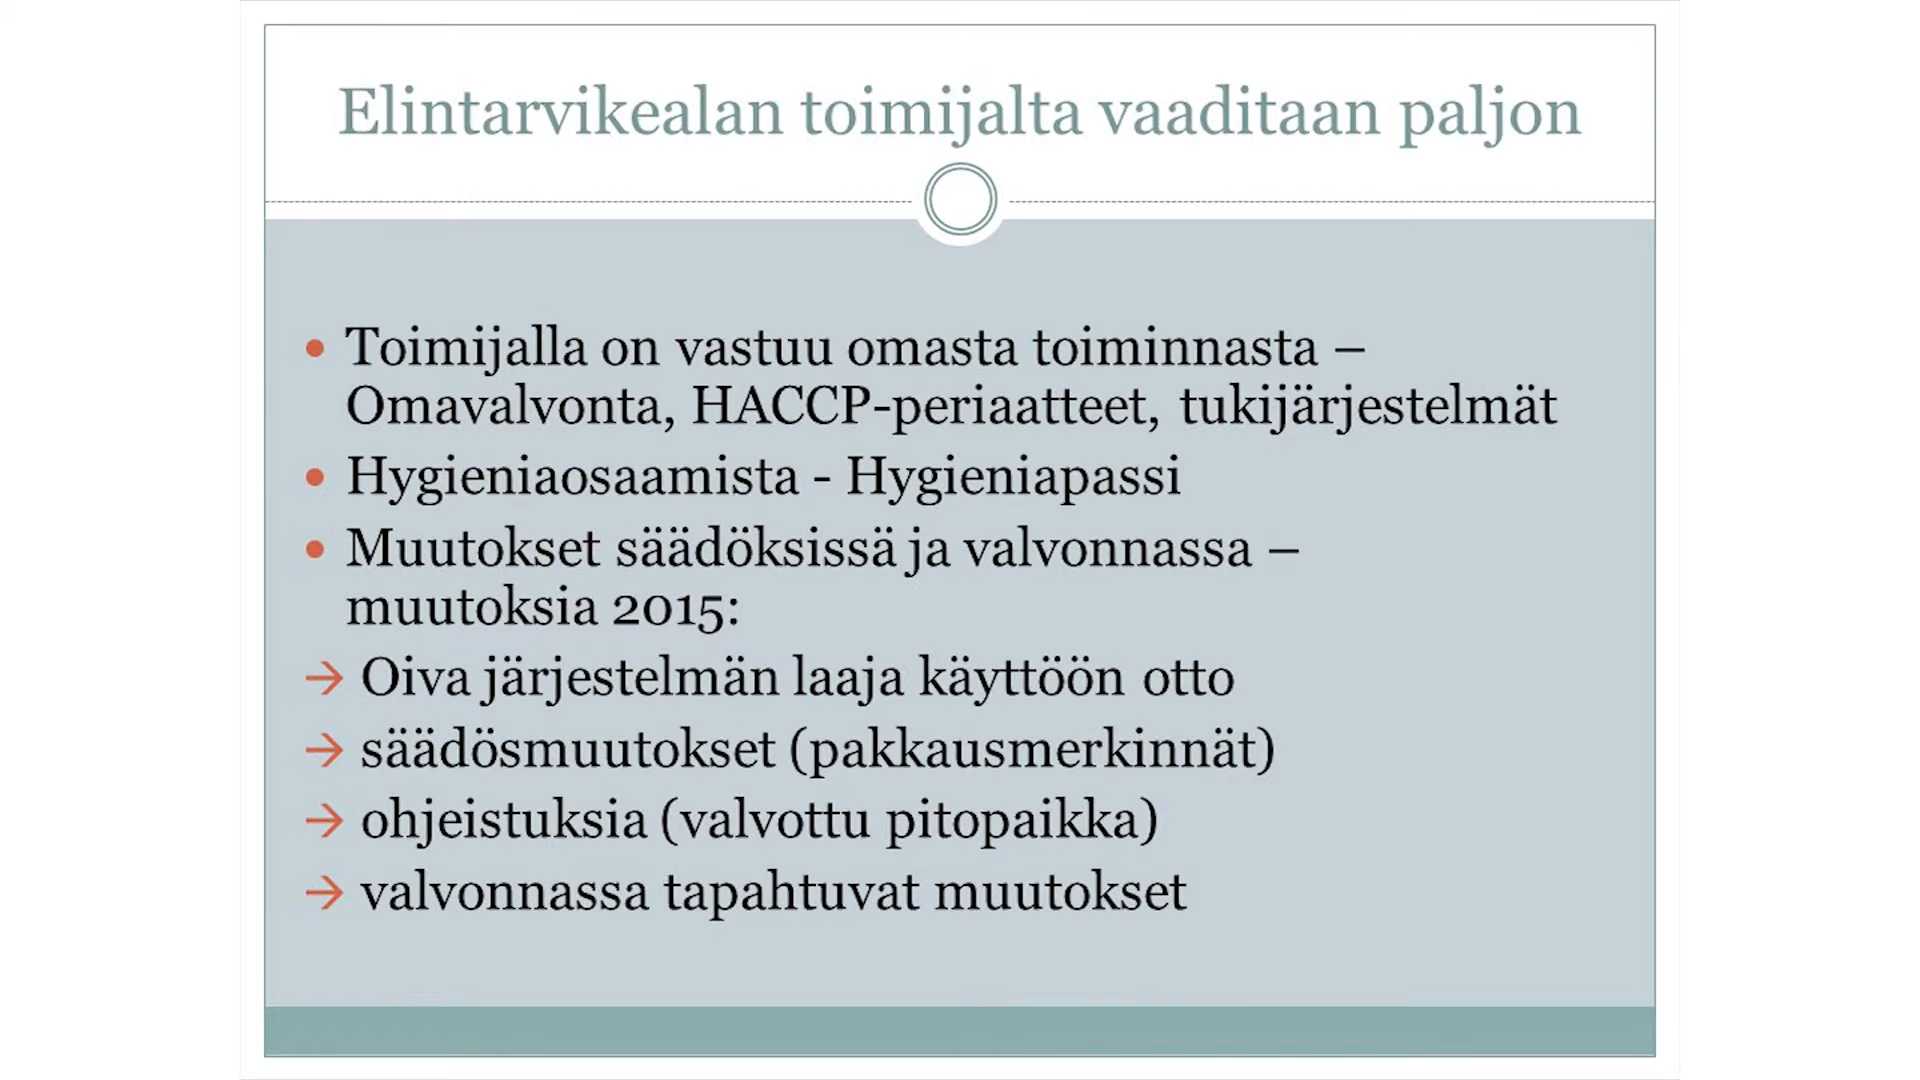 Elintarvikealan toimijalta vaaditaan paljon
• Toimijalla on vastuu omasta toiminnasta –
Omavalvonta, HACCP-periaatteet, tukijärjestelmät
• Hygieniaosaamista - Hygieniapassi
• Muutokset säädöksissä ja valvonnassa –
muutoksia 2015:
→ Oiva järjestelmän laaja käyttöön otto
→ säädösmuutokset (pakkausmerkinnät)
→ ohjeistuksia (valvottu pitopaikka)
→ valvonnassa tapahtuvat muutokset